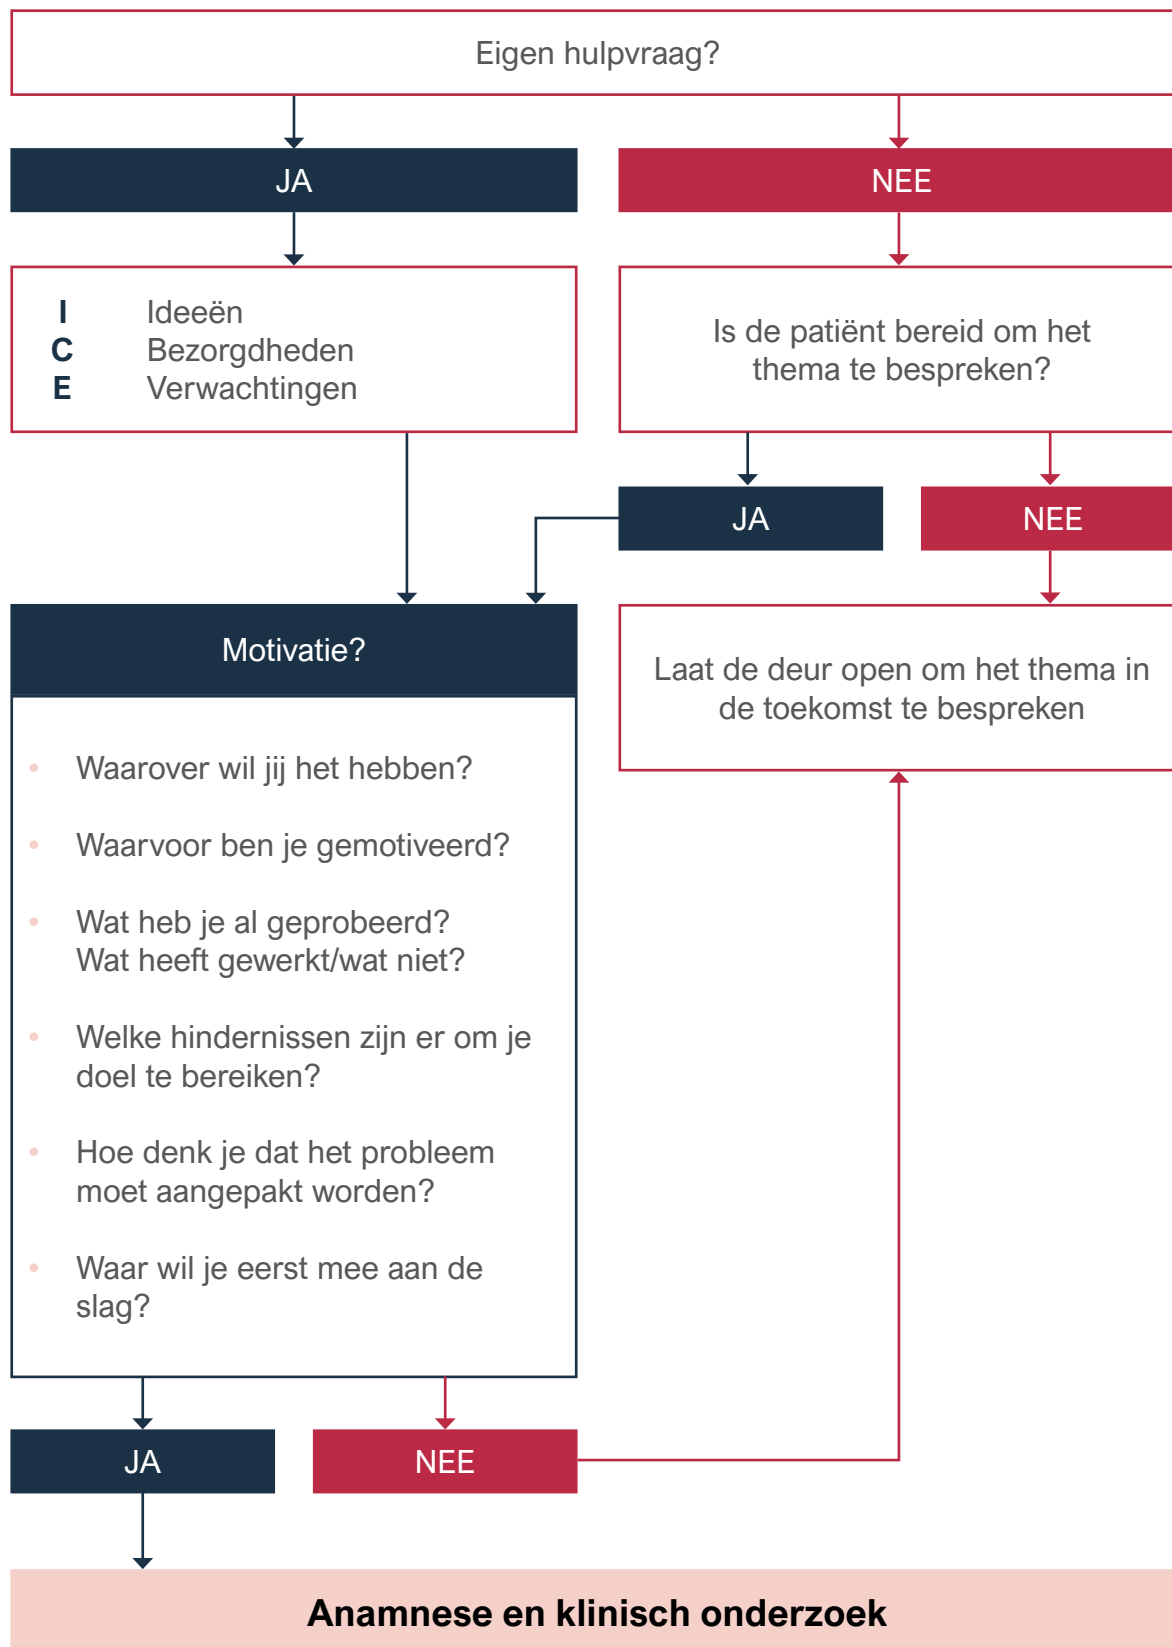 Eigen hulpvraag?
JA
NEE
I Ideeën
C Bezorgdheden
E Verwachtingen
Is de patiënt bereid om het
thema te bespreken?
JA
NEE
Motivatie?
Laat de deur open om het thema in
de toekomst te bespreken
• Waarover wil jij het hebben?
• Waarvoor ben je gemotiveerd?
• Wat heb je al geprobeerd?
Wat heeft gewerkt/wat niet?
• Welke hindernissen zijn er om je
doel te bereiken?
• Hoe denk je dat het probleem
moet aangepakt worden?
• Waar wil je eerst mee aan de
slag?
JA
NEE
Anamnese en klinisch onderzoek